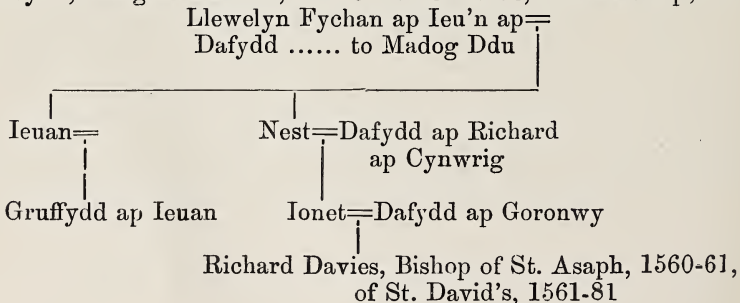 Llewelyn Fychan ap Ieu'n ap=
Dafydd ...... to Madog Ddu
Ieuan= Nest=Dafydd ap Richard
ap Cynwrig
Gruffydd ap Ieuan Ionet=Dafydd ap Goronwy
Richard Davies, Bishop of St. Asaph, 1560-61,
of St. David's, 1561-81